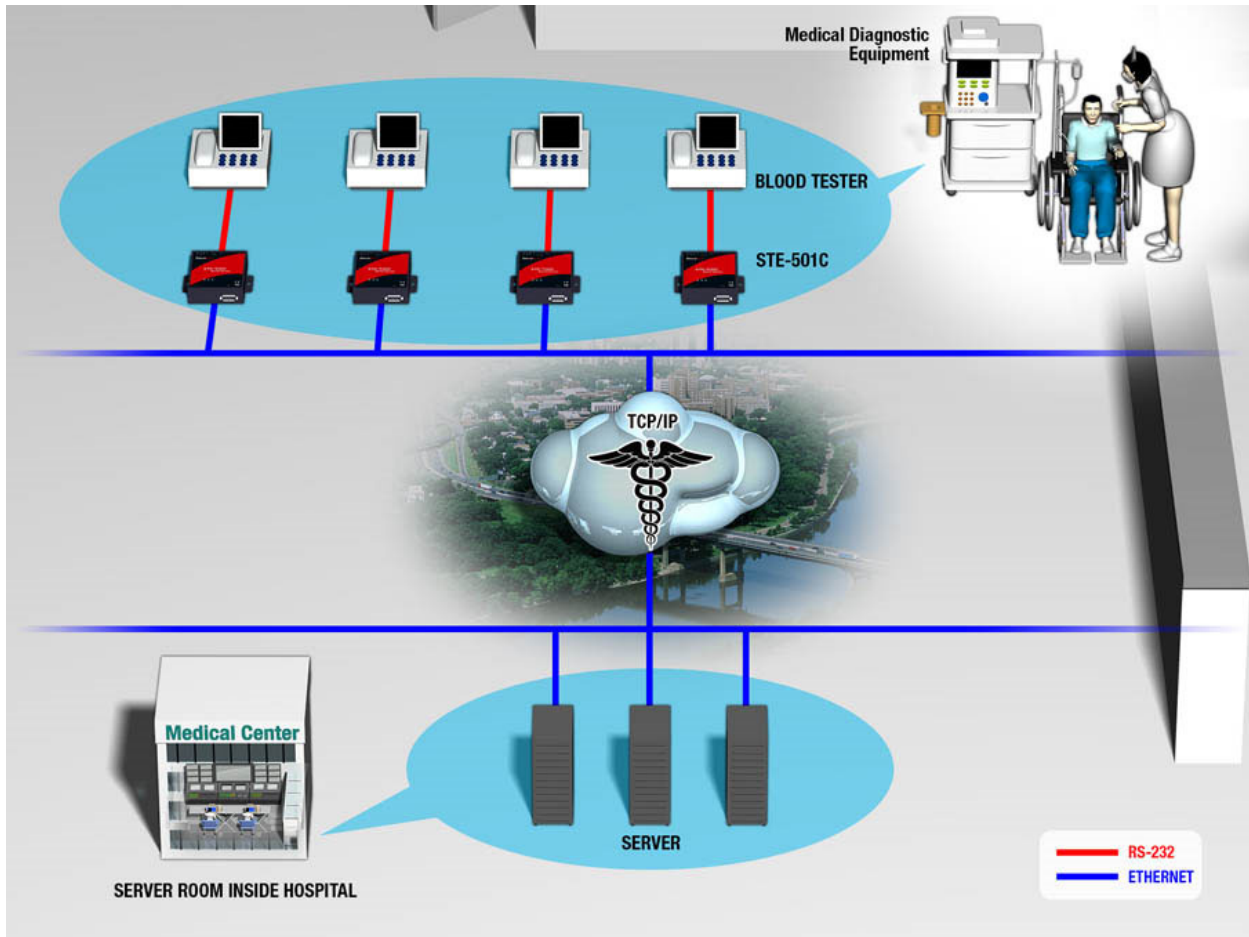 Medical Diagnostic
Equipment
BLOOD TESTER
STE-501C
TCP/IP
Medical Center
SERVER
SERVER ROOM INSIDE HOSPITAL
RS-232
ETHERNET